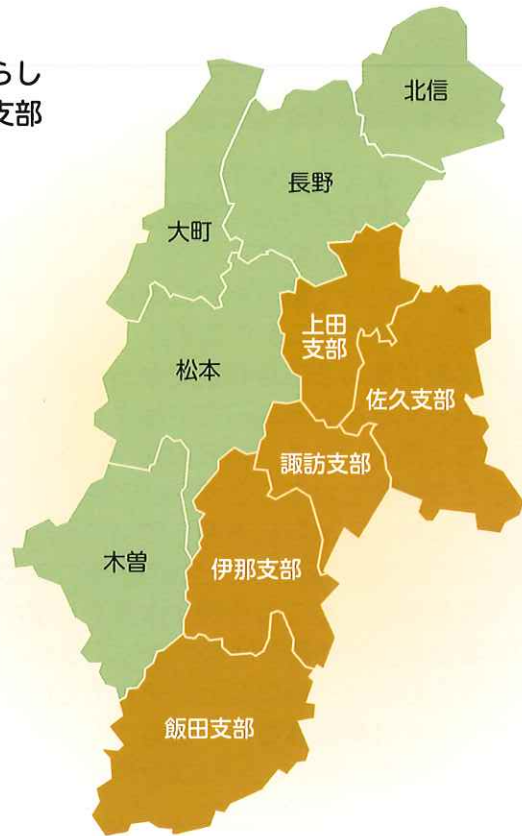 らし
支部
北信
長野
大町
上田
支部
松本
佐久支部
諏訪支部
木曽
伊那支部
飯田支部